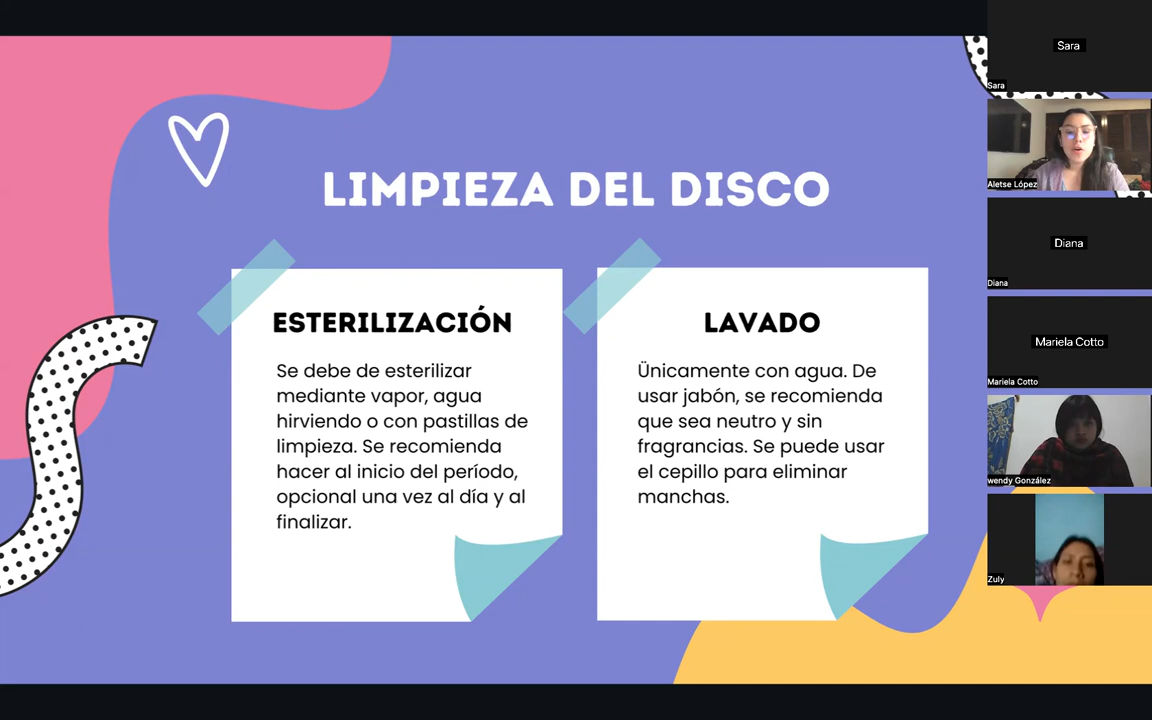 LIMPIEZA DEL DISCO
ESTERILIZACIÓN
Se debe de esterilizar
mediante vapor, agua
hirviendo o con pastillas de
limpieza. Se recomienda
hacer al inicio del período,
opcional una vez al día y al
finalizar.
LAVADO
Ünicamente con agua. De
usar jabón, se recomienda
que sea neutro y sin
fragrancias. Se puede usar
el cepillo para eliminar
manchas.
Sara
Sara
Aletse López
Diana
Diana
Mariela Cotto
Mariela Cotto
wendy González
Zuly